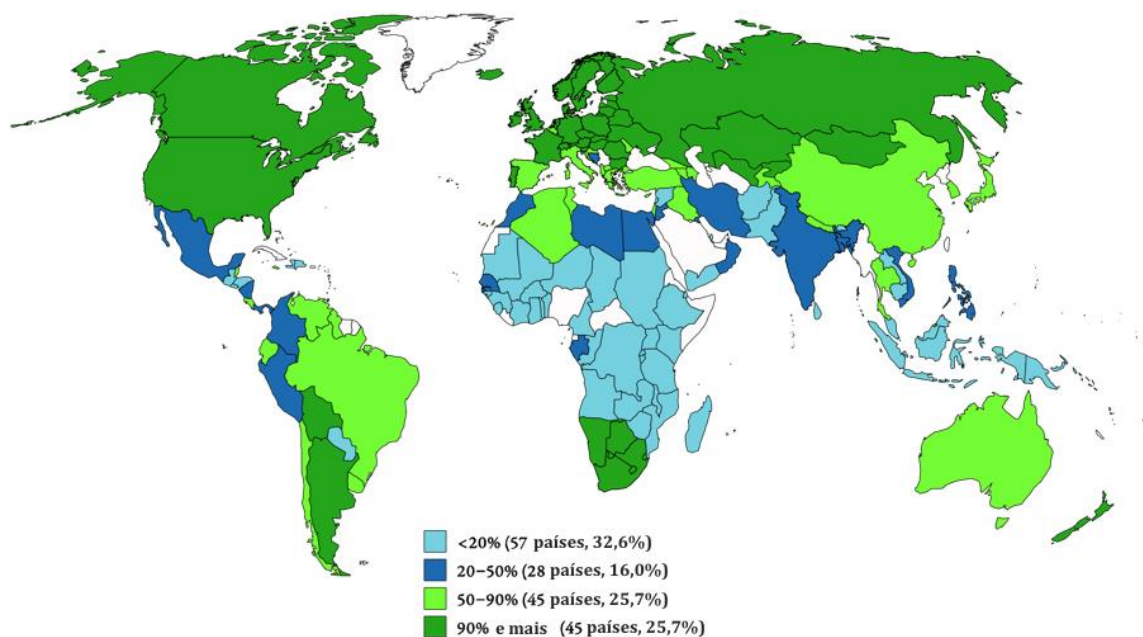 <20% (57 países, 32,6%)
20–50% (28 países, 16,0%)
50–90% (45 países, 25,7%)
90% e mais (45 países, 25,7%)